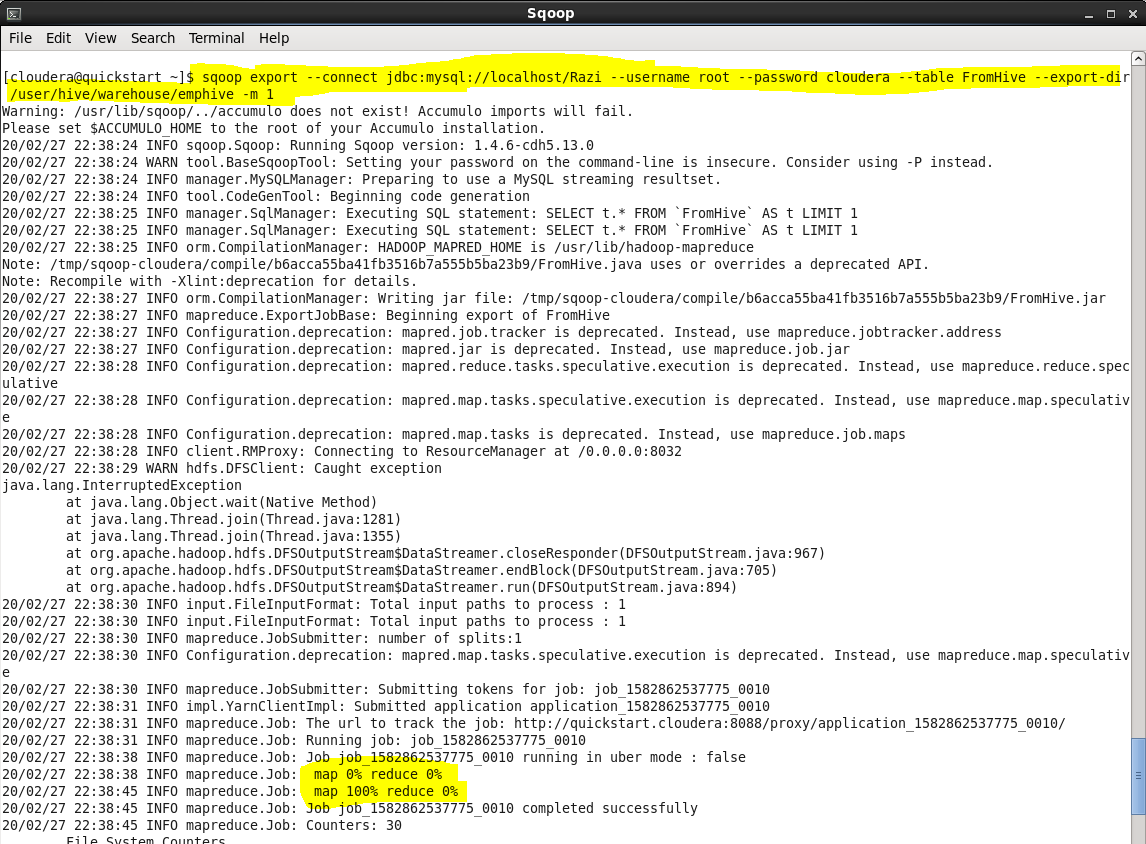 Sqoop
File Edit View Search Terminal Help
[cloudera@quickstart ~]$ sqoop export --connect jdbc:mysql://localhost/Razi --username root --password cloudera --table FromHive --export-dir
/user/hive/warehouse/emphive -m 1
Warning: /usr/lib/sqoop/../accumulo does not exist! Accumulo imports will fail.
Please set $ACCUMULO_HOME to the root of your Accumulo installation.
20/02/27 22:38:24 INFO sqoop.Sqoop: Running Sqoop version: 1.4.6-cdh5.13.0
20/02/27 22:38:24 WARN tool.BaseSqoopTool: Setting your password on the command-line is insecure. Consider using -P instead.
20/02/27 22:38:24 INFO manager.MySQLManager: Preparing to use a MySQL streaming resultset.
20/02/27 22:38:24 INFO tool.CodeGenTool: Beginning code generation
20/02/27 22:38:25 INFO manager.SqlManager: Executing SQL statement: SELECT t.* FROM `FromHive` AS t LIMIT 1
20/02/27 22:38:25 INFO manager.SqlManager: Executing SQL statement: SELECT t.* FROM `FromHive` AS t LIMIT 1
20/02/27 22:38:25 INFO orm.CompilationManager: HADOOP_MAPRED_HOME is /usr/lib/hadoop-mapreduce
Note: /tmp/sqoop-cloudera/compile/b6acca55ba41fb3516b7a555b5ba23b9/FromHive.java uses or overrides a deprecated API.
Note: Recompile with -Xlint:deprecation for details.
20/02/27 22:38:27 INFO orm.CompilationManager: Writing jar file: /tmp/sqoop-cloudera/compile/b6acca55ba41fb3516b7a555b5ba23b9/FromHive.jar
20/02/27 22:38:27 INFO mapreduce.ExportJobBase: Beginning export of FromHive
20/02/27 22:38:27 INFO Configuration.deprecation: mapred.job.tracker is deprecated. Instead, use mapreduce.jobtracker.address
20/02/27 22:38:27 INFO Configuration.deprecation: mapred.jar is deprecated. Instead, use mapreduce.job.jar
20/02/27 22:38:28 INFO Configuration.deprecation: mapred.reduce.tasks.speculative.execution is deprecated. Instead, use mapreduce.reduce.spec
ulative
20/02/27 22:38:28 INFO Configuration.deprecation: mapred.map.tasks.speculative.execution is deprecated. Instead, use mapreduce.map.speculativ
e
20/02/27 22:38:28 INFO Configuration.deprecation: mapred.map.tasks is deprecated. Instead, use mapreduce.job.maps
20/02/27 22:38:28 INFO client.RMProxy: Connecting to ResourceManager at /0.0.0.0:8032
20/02/27 22:38:29 WARN hdfs.DFSClient: Caught exception
java.lang.InterruptedException
at java.lang.Object.wait(Native Method)
at java.lang.Thread.join(Thread.java:1281)
at java.lang.Thread.join(Thread.java:1355)
at org.apache.hadoop.hdfs.DFSOutputStream$DataStreamer.closeResponder(DFSOutputStream.java:967)
at org.apache.hadoop.hdfs.DFSOutputStream$DataStreamer.endBlock(DFSOutputStream.java:705)
at org.apache.hadoop.hdfs.DFSOutputStream$DataStreamer.run(DFSOutputStream.java:894)
20/02/27 22:38:30 INFO input.FileInputFormat: Total input paths to process : 1
20/02/27 22:38:30 INFO input.FileInputFormat: Total input paths to process : 1
20/02/27 22:38:30 INFO mapreduce.JobSubmitter: number of splits:1
20/02/27 22:38:30 INFO Configuration.deprecation: mapred.map.tasks.speculative.execution is deprecated. Instead, use mapreduce.map.speculativ
e
20/02/27 22:38:30 INFO mapreduce.JobSubmitter: Submitting tokens for job: job_1582862537775_0010
20/02/27 22:38:31 INFO impl.YarnClientImpl: Submitted application application_1582862537775_0010
20/02/27 22:38:31 INFO mapreduce.Job: The url to track the job: http://quickstart.cloudera:8088/proxy/application_1582862537775_0010/
20/02/27 22:38:31 INFO mapreduce.Job: Running job: job_1582862537775_0010
20/02/27 22:38:38 INFO mapreduce.Job: Job job_1582862537775_0010 running in uber mode : false
20/02/27 22:38:38 INFO mapreduce.Job:  map 0% reduce 0%
20/02/27 22:38:45 INFO mapreduce.Job:  map 100% reduce 0%
20/02/27 22:38:45 INFO mapreduce.Job: Job job_1582862537775_0010 completed successfully
20/02/27 22:38:45 INFO mapreduce.Job: Counters: 30
File System Counters